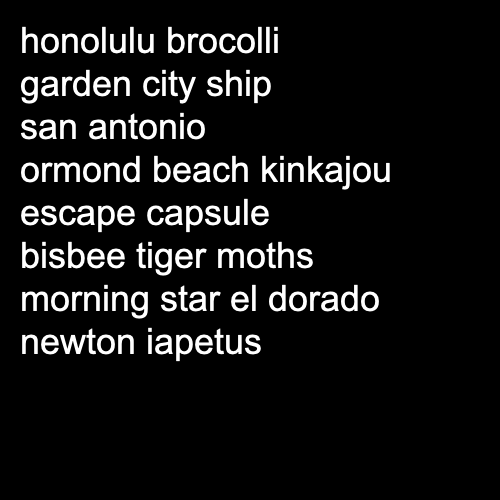 honolulu brocolli
garden city ship
san antonio
ormond beach kinkajou
escape capsule
bisbee tiger moths
morning star el dorado
newton iapetus